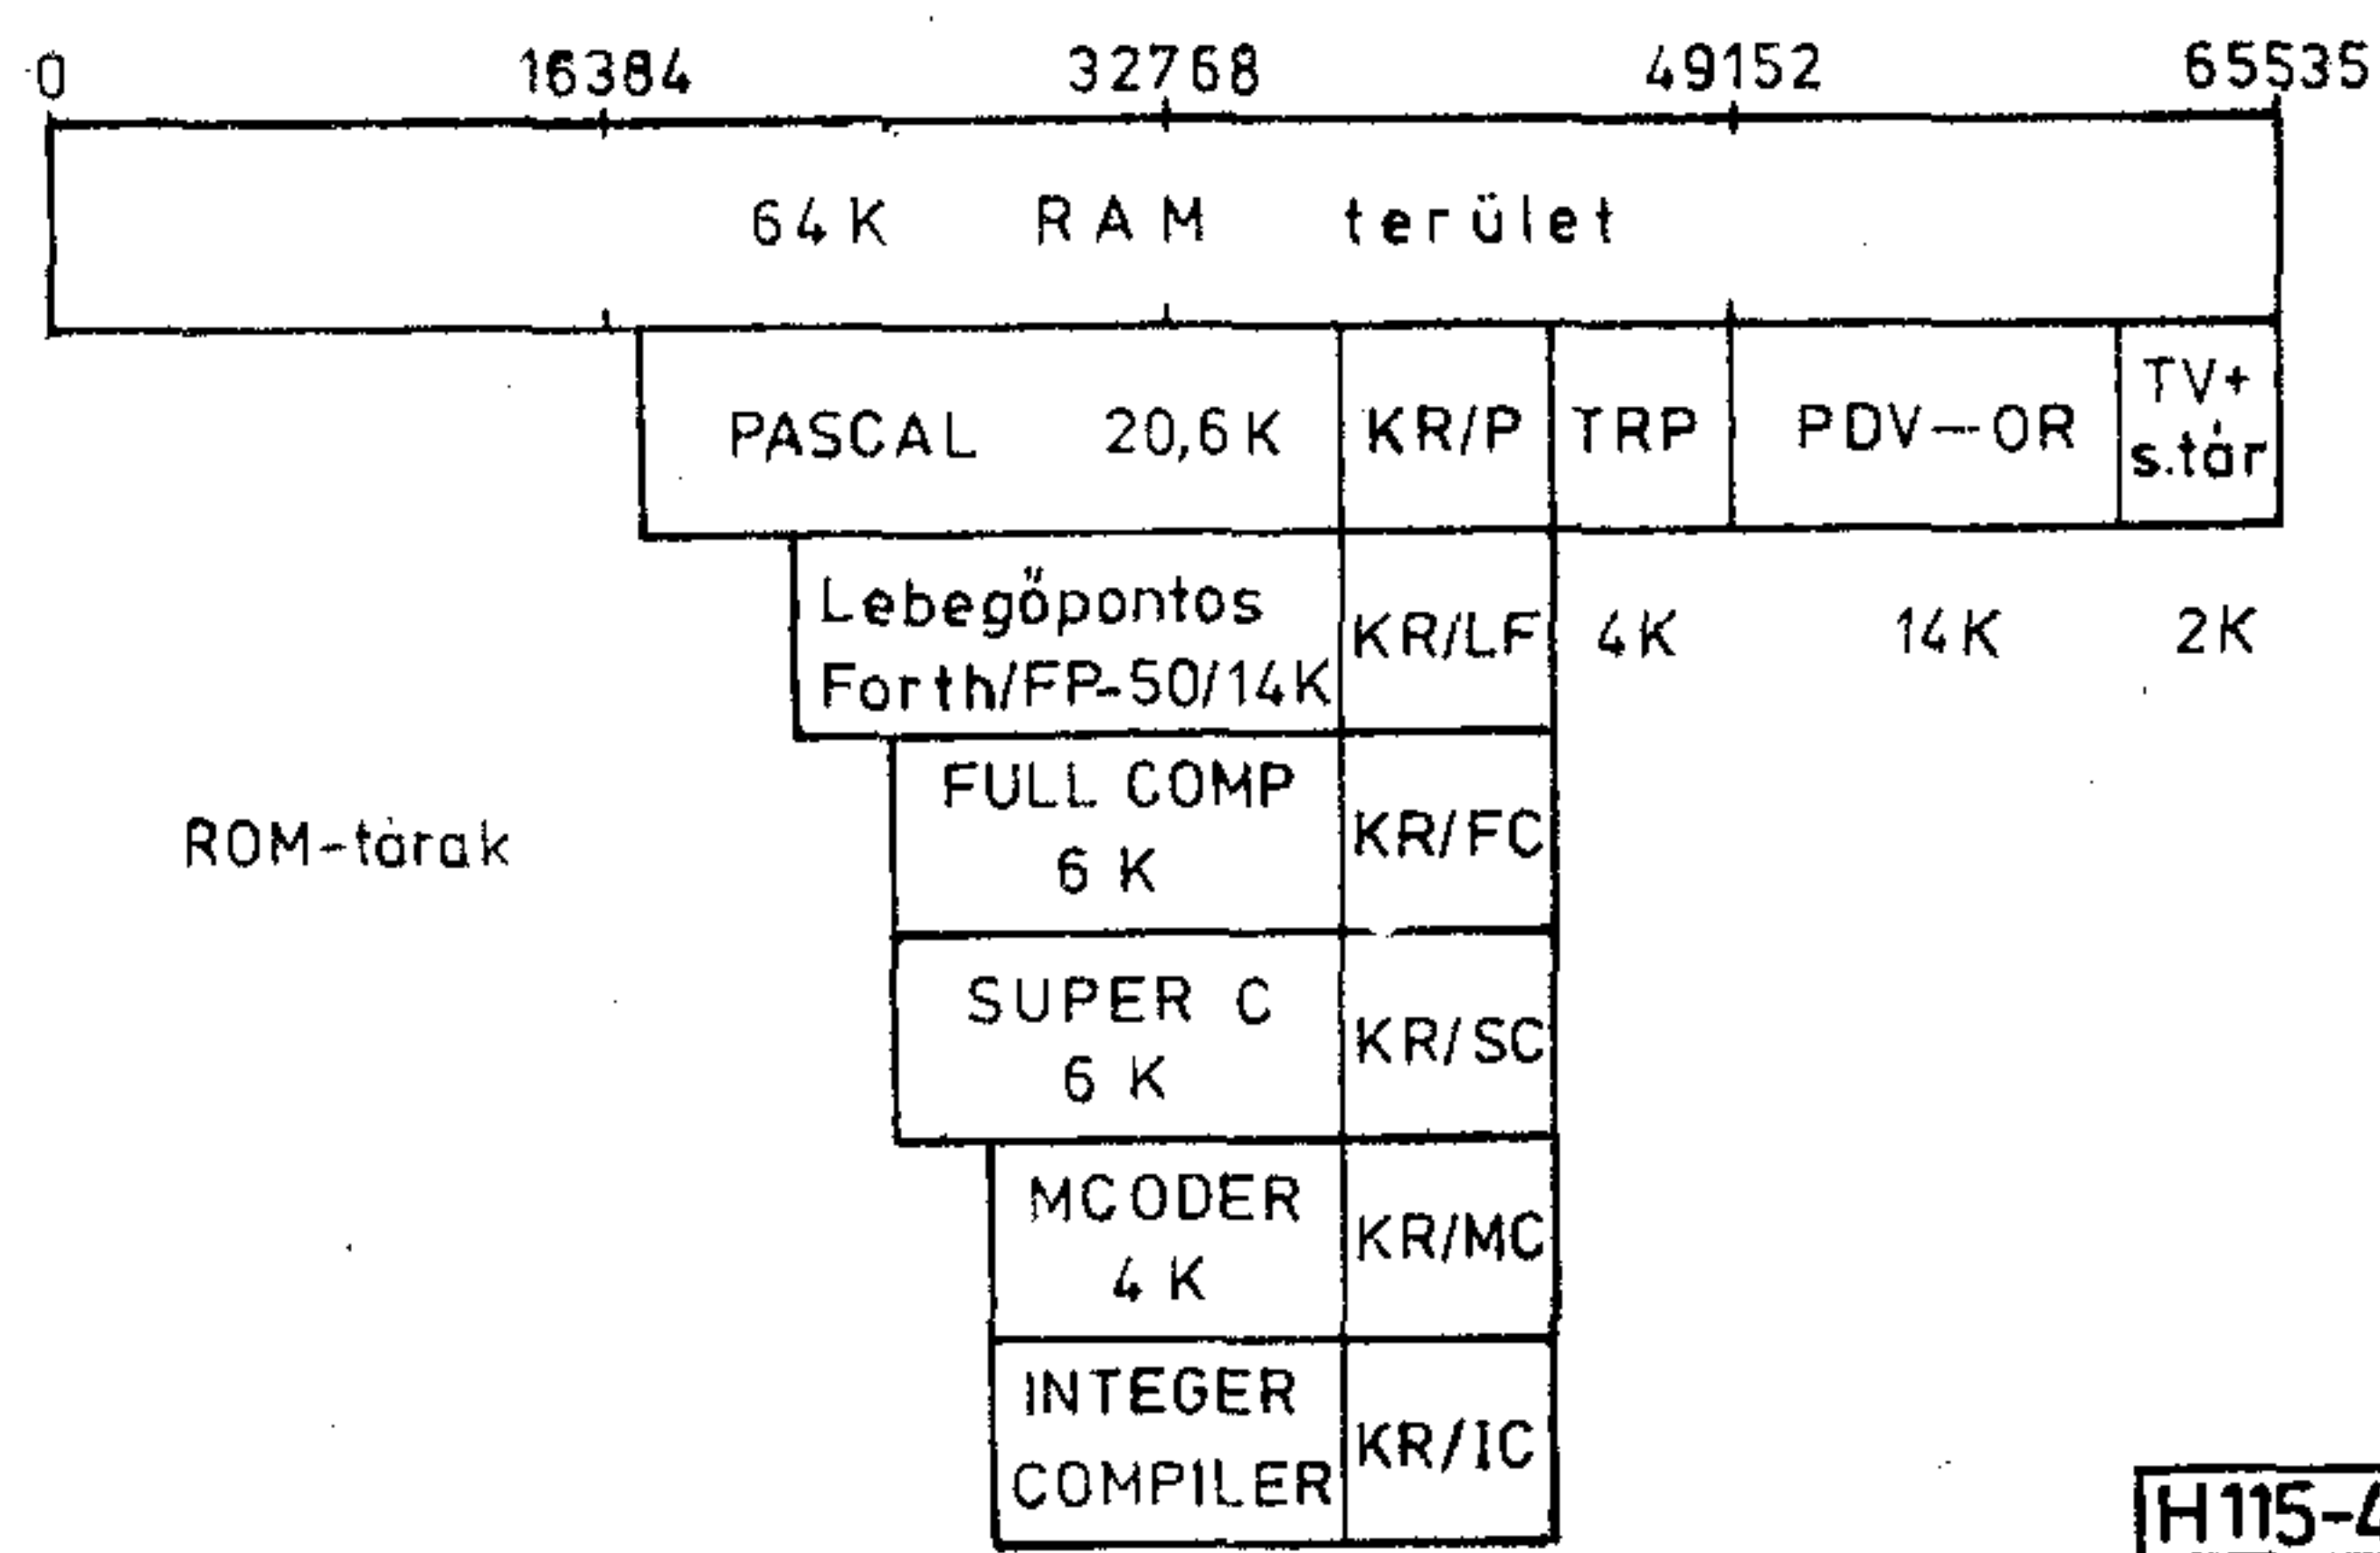 0 16384 32768 49152 65535
64K RAM terület
PASCAL 20,6K KR/P TRP PDV-OR TV+
s.tár
Lebegőpontos
Forth/FP-50/14K KR/LF 4K 14K 2K
FULL COMP
6 K KR/FC
ROM-tárak
SUPER C
6 K KR/SC
MCODER
4 K KR/MC
INTEGER
COMPILER KR/IC
H115-4